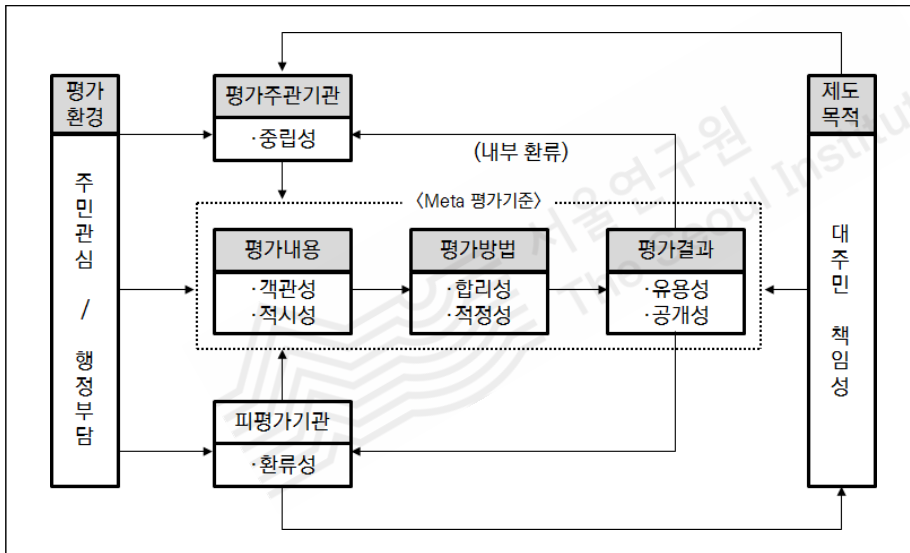 평가
환경
주민관심 / 행정부담
평가주관기관
·중립성
(내부 환류)
〈Meta 평가기준〉
평가내용
·객관성
·적시성
평가방법
·합리성
·적정성
평가결과
·유용성
·공개성
피평가기관
·환류성
제도
목적
대주민 책임성
서울연구원
The Seoul Institut